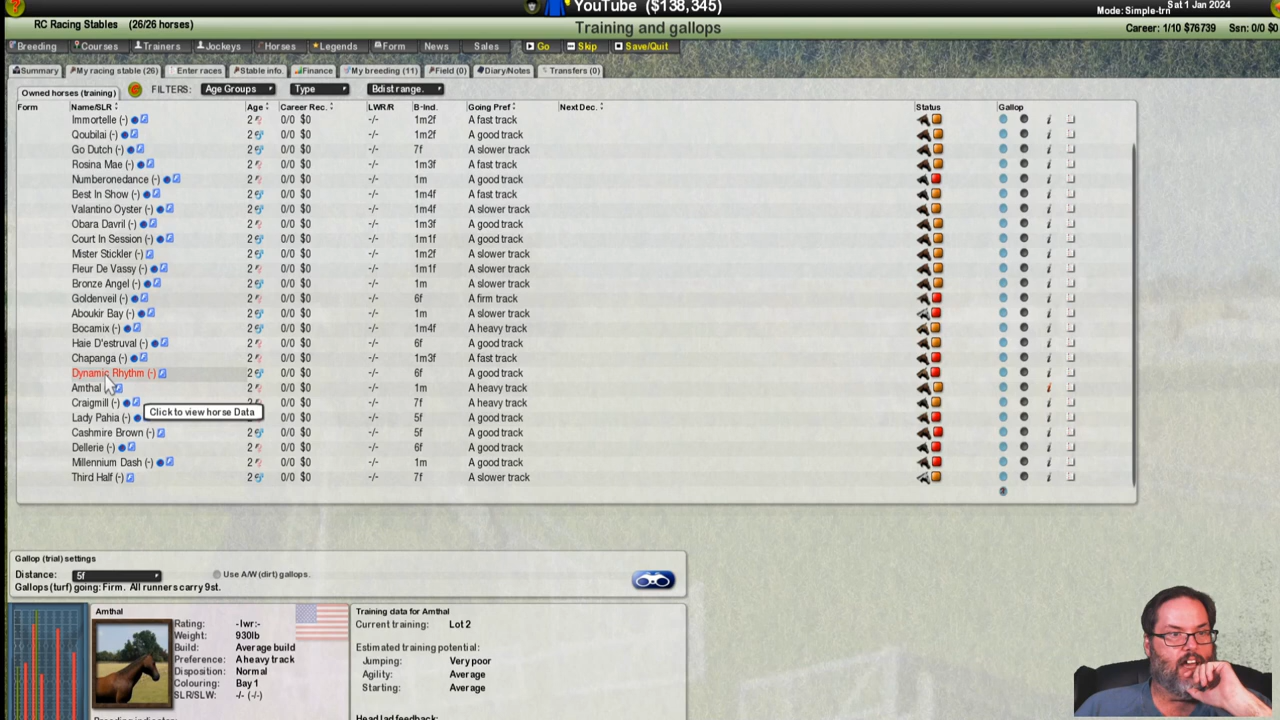 YouTube ($138,345)
Mode: Simple-trn
Sat 1 Jan 2024
RC Racing Stables (26/26 horses)
Training and gallops
Career: 1/10 $76739 Ssn: 0/0 $0
Breeding Courses Trainers Jockeys Horses Legends Form News Sales Go Skip Save/Quit
Summary My racing stable (26) Enter races Stable info. Finance My breeding (11) Field (0) Diary/Notes Transfers (0)
Owned horses (training) FILTERS: Age Groups Type Bdist range.
Form Name/SLR Age Career Rec. LWR/R B-Ind. Going Pref Next Dec. Status Gallop
Immortelle (-) 2 0/0 $0 -/- 1m2f A fast track
Qoubilai (-) 2 0/0 $0 -/- 1m2f A good track
Go Dutch (-) 2 0/0 $0 -/- 7f A slower track
Rosina Mae (-) 2 0/0 $0 -/- 1m3f A fast track
Numberonedance (-) 2 0/0 $0 -/- 1m A good track
Best In Show (-) 2 0/0 $0 -/- 1m4f A fast track
Valantino Oyster (-) 2 0/0 $0 -/- 1m4f A slower track
Obara Davril (-) 2 0/0 $0 -/- 1m3f A good track
Court In Session (-) 2 0/0 $0 -/- 1m1f A good track
Mister Stickler (-) 2 0/0 $0 -/- 1m2f A slower track
Fleur De Vassy (-) 2 0/0 $0 -/- 1m1f A slower track
Bronze Angel (-) 2 0/0 $0 -/- 1m A slower track
Goldenveil (-) 2 0/0 $0 -/- 6f A firm track
Aboukir Bay (-) 2 0/0 $0 -/- 1m A slower track
Bocamix (-) 2 0/0 $0 -/- 1m4f A heavy track
Haie D'estruval (-) 2 0/0 $0 -/- 6f A good track
Chapanga (-) 2 0/0 $0 -/- 1m3f A fast track
Dynamic Rhythm (-) 2 0/0 $0 -/- 6f A good track
Amthal 2 0/0 $0 -/- 1m A heavy track
Craigmill (-) 2 0/0 $0 -/- 7f A heavy track
Click to view horse Data
Lady Pahia (-) 2 0/0 $0 -/- 5f A good track
Cashmire Brown (-) 2 0/0 $0 -/- 5f A good track
Dellerie (-) 2 0/0 $0 -/- 6f A good track
Millennium Dash (-) 2 0/0 $0 -/- 1m A good track
Third Half (-) 2 0/0 $0 -/- 7f A slower track
Gallop (trial) settings
Distance: 5f Use A/W (dirt) gallops.
Gallops (turf) going: Firm. All runners carry 9st.
Amthal
Rating: -lwr:-
Weight: 930lb
Build: Average build
Preference: A heavy track
Disposition: Normal
Colouring: Bay 1
SLR/SLW: -/- (-/-)
Breeding indicator:
Training data for Amthal
Current training: Lot 2
Estimated training potential:
Jumping: Very poor
Agility: Average
Starting: Average
Head lad feedback: